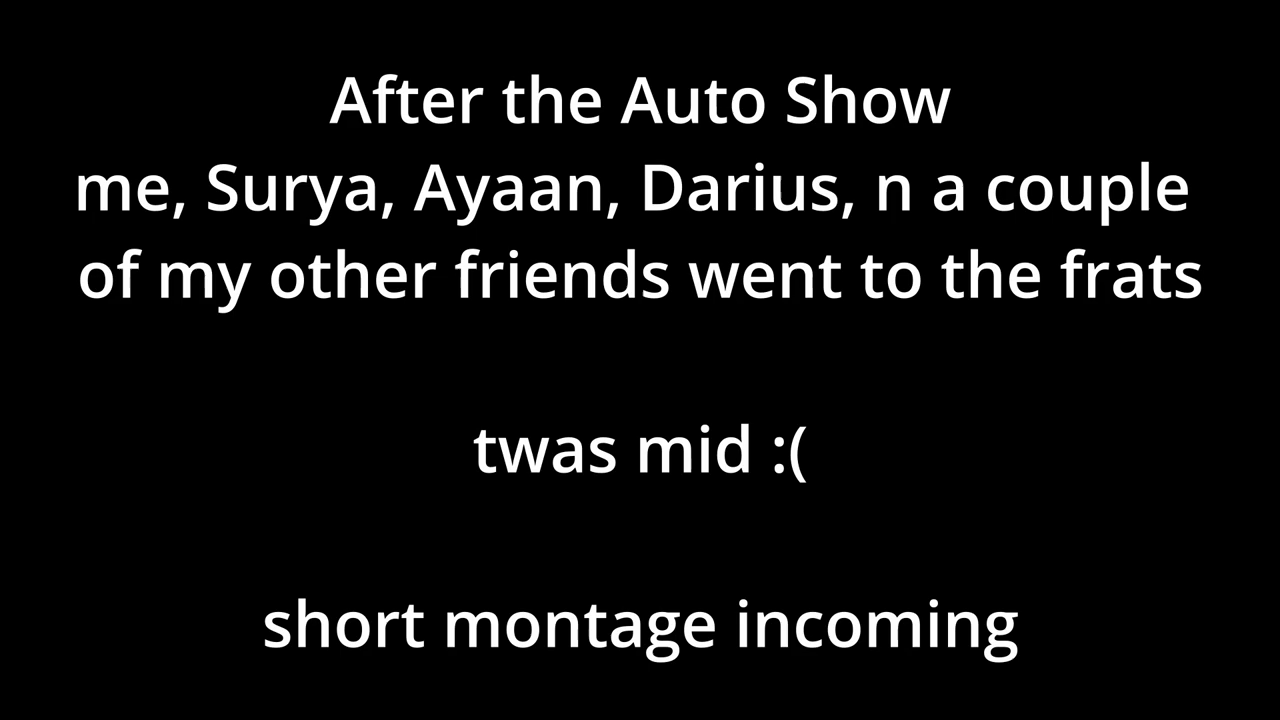 After the Auto Show
me, Surya, Ayaan, Darius, n a couple
of my other friends went to the frats
twas mid :(
short montage incoming